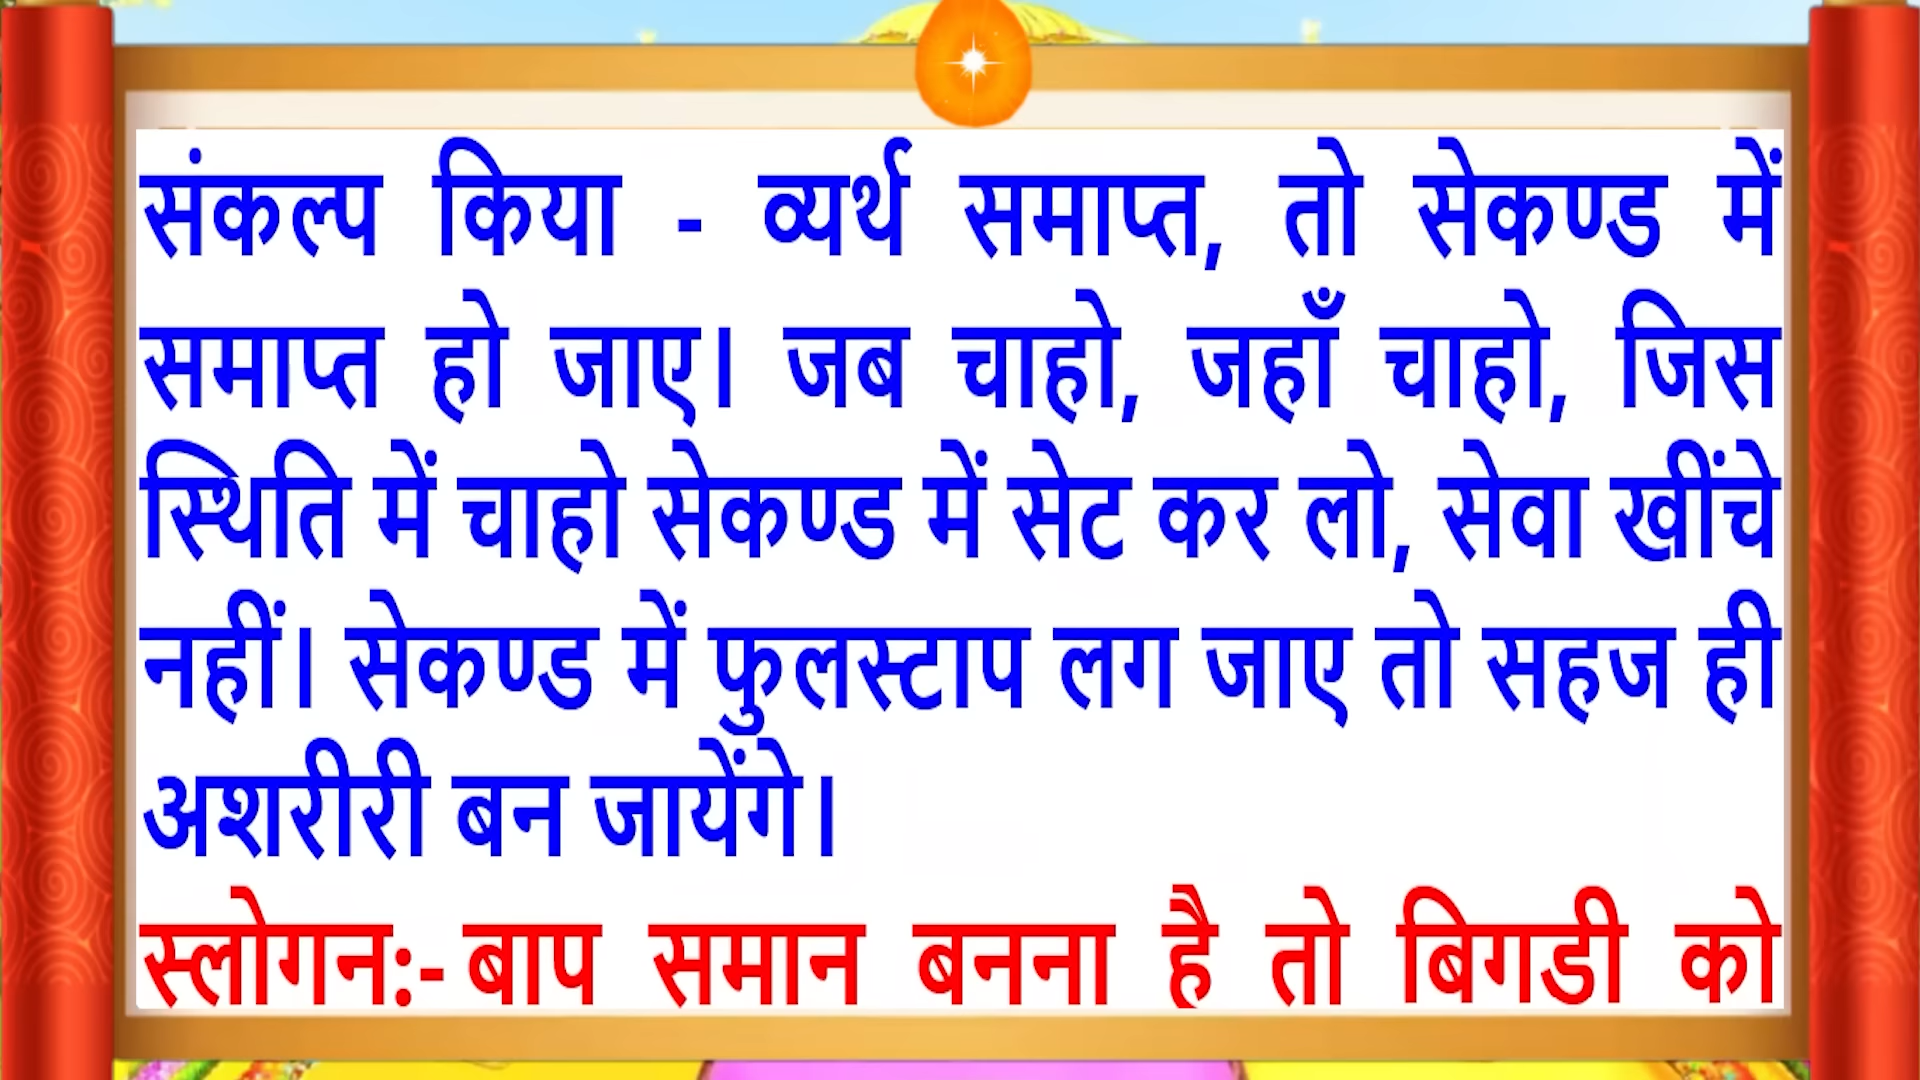 संकल्प किया - व्यर्थ समाप्त, तो सेकण्ड में
समाप्त हो जाए। जब चाहो, जहाँ चाहो, जिस
स्थिति में चाहो सेकण्ड में सेट कर लो, सेवा खींचे
नहीं। सेकण्ड में फुलस्टाप लग जाए तो सहज ही
अशरीरी बन जायेंगे।
स्लोगन:- बाप समान बनना है तो बिगडी को